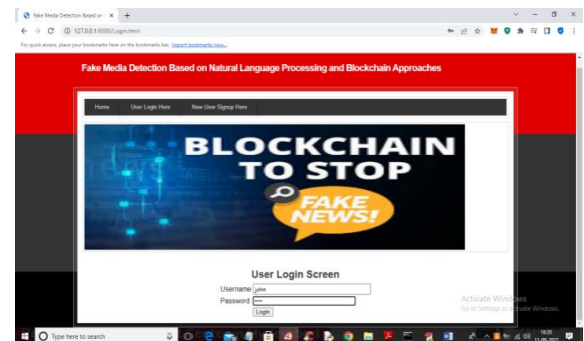 Fake Media Detection Based on
127.0.0.1:8000/Login.html
For quick access, place your bookmarks here on the bookmarks bar. Import bookmarks now...
Fake Media Detection Based on Natural Language Processing and Blockchain Approaches
Home User Login Here New User Signup Here
BLOCKCHAIN
TO STOP
FAKE
NEWS!
User Login Screen
Username john
Password ••••
Login
Activate Windows
Go to Settings to activate Windows.
Type here to search